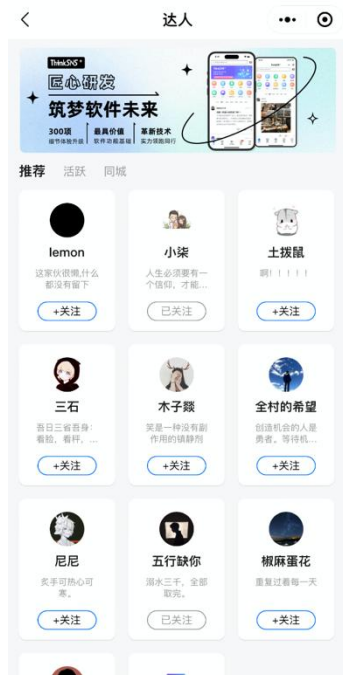 达人
ThinkSNS+
匠心研发
筑梦软件未来
300项 最具价值 革新技术
细节体验升级 软件功能基础 实力领跑同行
推荐 活跃 同城
lemon 小柒 土拨鼠
这家伙很懒,什么 人生必须要有一 啊！！！！！
都没有留下 个信仰，才能...
+关注 已关注 +关注
三石 木子燚 全村的希望
吾日三省吾身： 笑是一种没有副 创造机会的人是
看脸，看秤，... 作用的镇静剂 勇者。等待机...
+关注 +关注 +关注
尼尼 五行缺你 椒麻蛋花
炙手可热心可 溺水三千，全部 重复过着每一天
寒。 取完。
+关注 已关注 +关注